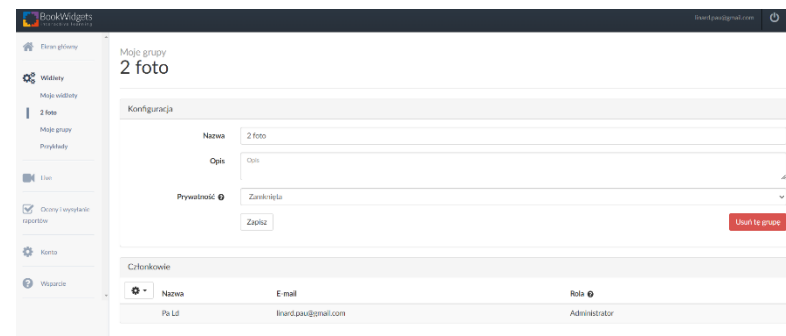 BookWidgets
interactive learning
linard.pau@gmail.com
Ekran główny
Widżety
Moje widżety
2 foto
Moje grupy
Przykłady
Live
Oceny i wysyłanie
raportów
Konto
Wsparcie
Moje grupy
2 foto
Konfiguracja
Nazwa
2 foto
Opis
Opis
Prywatność
Zamknięta
Zapisz
Usuń tę grupę
Członkowie
Nazwa E-mail Rola
Pa Ld linard.pau@gmail.com Administrator